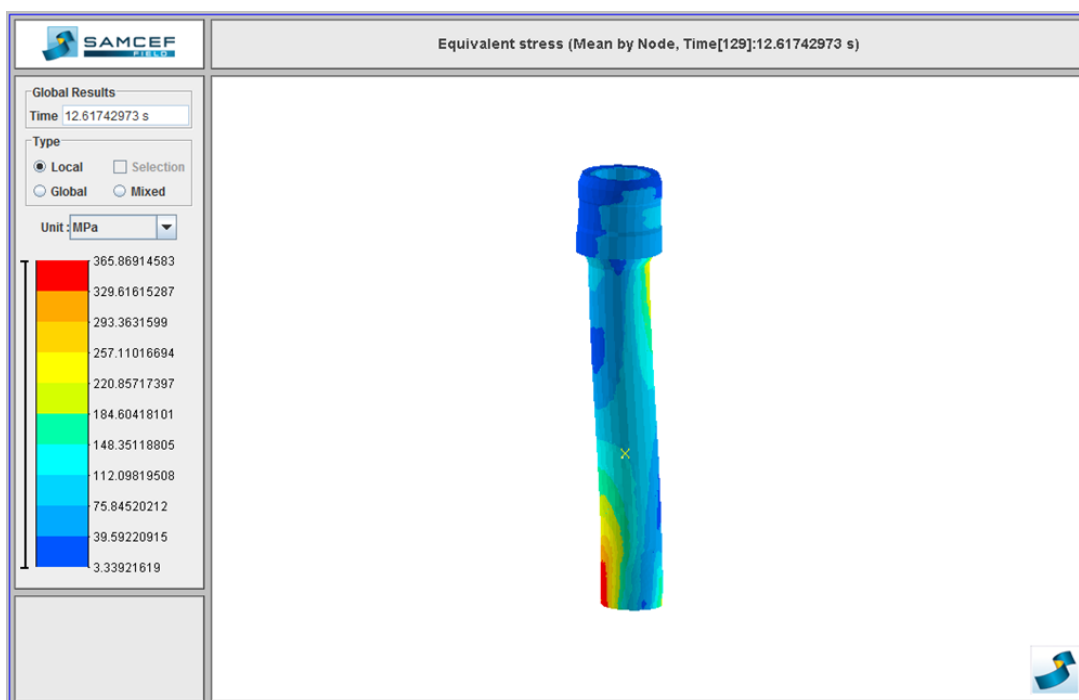 SAMCEF
FIELD
Equivalent stress (Mean by Node, Time[129]:12.61742973 s)
Global Results
Time 12.61742973 s
Type
Local Selection
Global Mixed
Unit : MPa
365.86914583
329.61615287
293.3631599
257.11016694
220.85717397
184.60418101
148.35118805
112.09819508
75.84520212
39.59220915
3.33921619